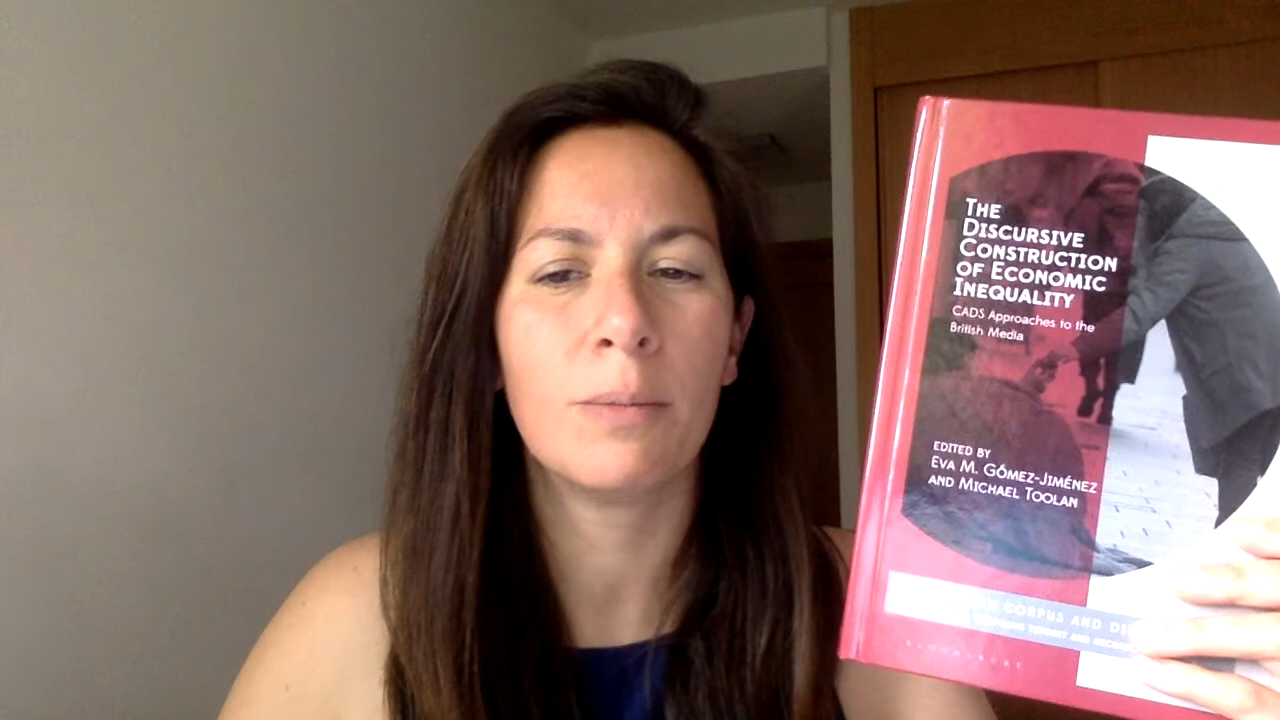 THE
DISCURSIVE
CONSTRUCTION
OF ECONOMIC
INEQUALITY
CADS Approaches to the
British Media
EDITED BY
EVA M. GÓMEZ-JIMÉNEZ
AND MICHAEL TOOLAN
CORPUS AND
BLOOMSBURY